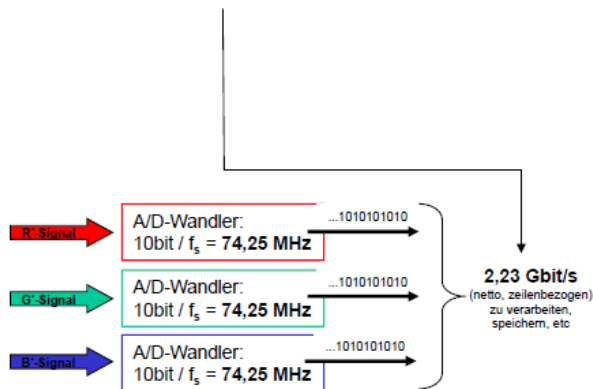 R'-Signal
A/D-Wandler:
10bit / fs = 74,25 MHz
...1010101010
G'-Signal
A/D-Wandler:
10bit / fs = 74,25 MHz
...1010101010
B'-Signal
A/D-Wandler:
10bit / fs = 74,25 MHz
...1010101010
2,23 Gbit/s
(netto, zeilenbezogen)
zu verarbeiten,
speichern, etc